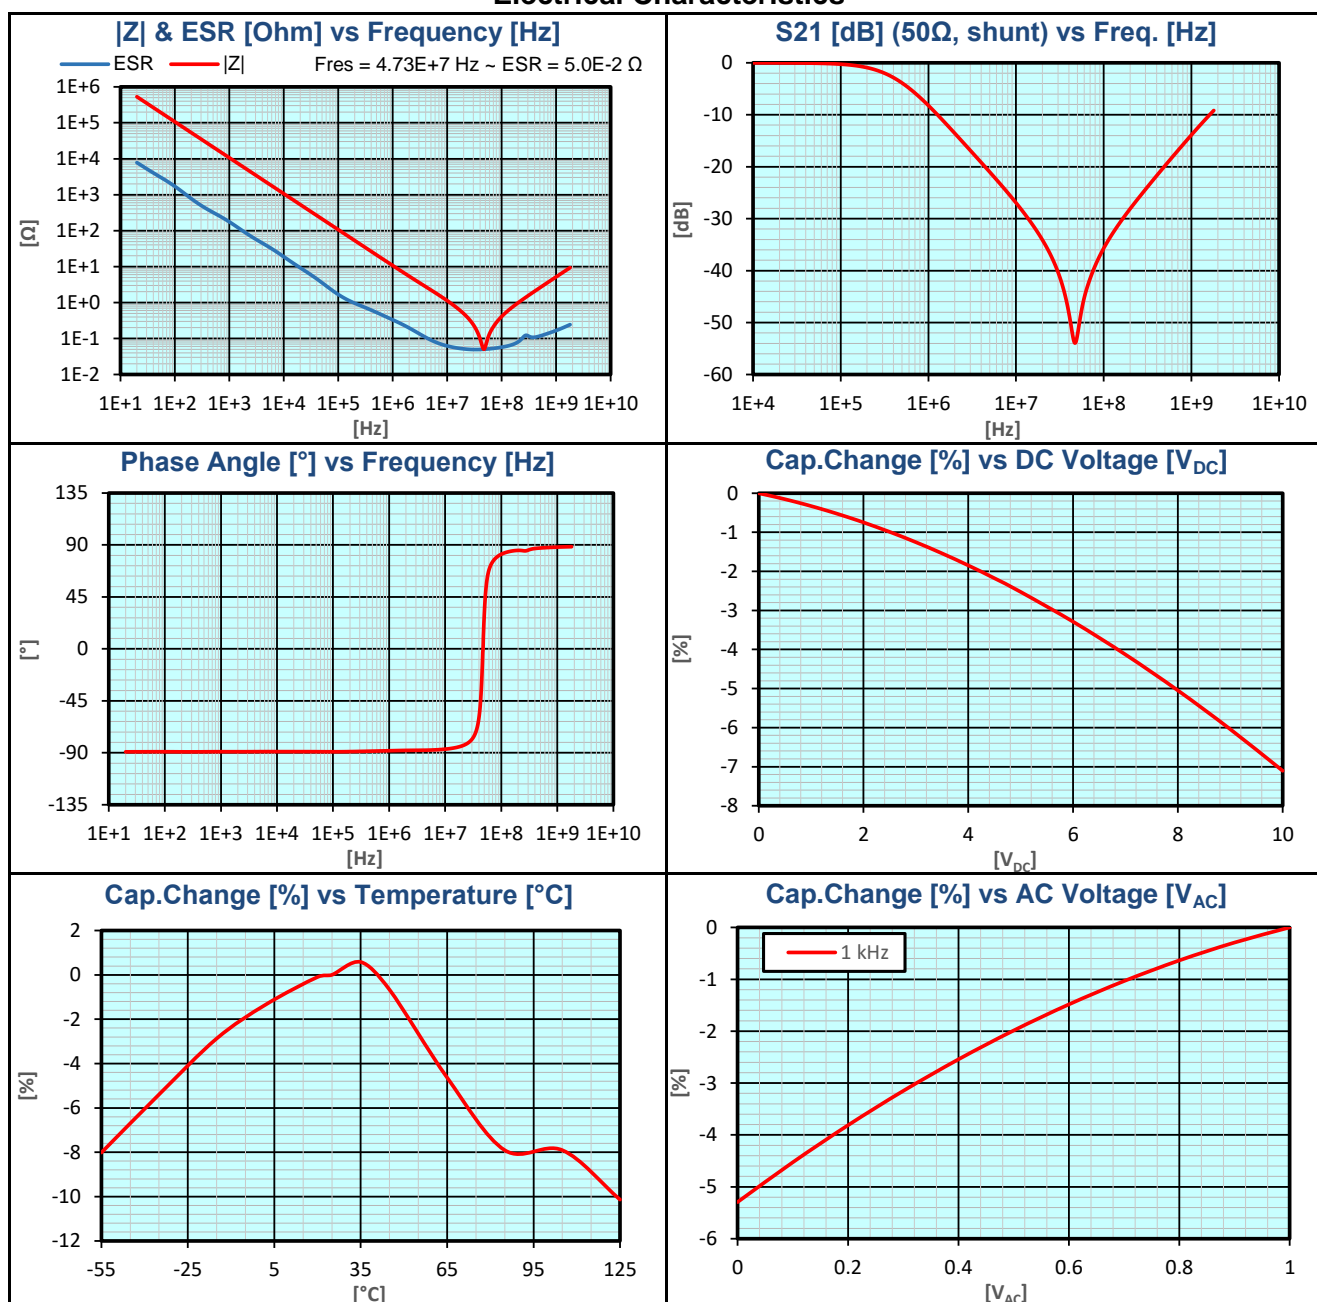 Electrical Characteristics
|Z| & ESR [Ohm] vs Frequency [Hz]
ESR |Z| Fres = 4.73E+7 Hz ~ ESR = 5.0E-2 Ω
1E+6
1E+5
1E+4
1E+3
1E+2
1E+1
1E+0
1E-1
1E-2
[Ω]
1E+1 1E+2 1E+3 1E+4 1E+5 1E+6 1E+7 1E+8 1E+9 1E+10
[Hz]
S21 [dB] (50Ω, shunt) vs Freq. [Hz]
0
-10
-20
-30
-40
-50
-60
[dB]
1E+4 1E+5 1E+6 1E+7 1E+8 1E+9 1E+10
[Hz]
Phase Angle [°] vs Frequency [Hz]
135
90
45
0
-45
-90
-135
[°]
1E+1 1E+2 1E+3 1E+4 1E+5 1E+6 1E+7 1E+8 1E+9 1E+10
[Hz]
Cap.Change [%] vs DC Voltage [VDC]
0
-1
-2
-3
-4
-5
-6
-7
-8
[%]
0 2 4 6 8 10
[VDC]
Cap.Change [%] vs Temperature [°C]
2
0
-2
-4
-6
-8
-10
-12
[%]
-55 -25 5 35 65 95 125
[°C]
Cap.Change [%] vs AC Voltage [VAC]
1 kHz
0
-1
-2
-3
-4
-5
-6
[%]
0 0.2 0.4 0.6 0.8 1
[VAC]